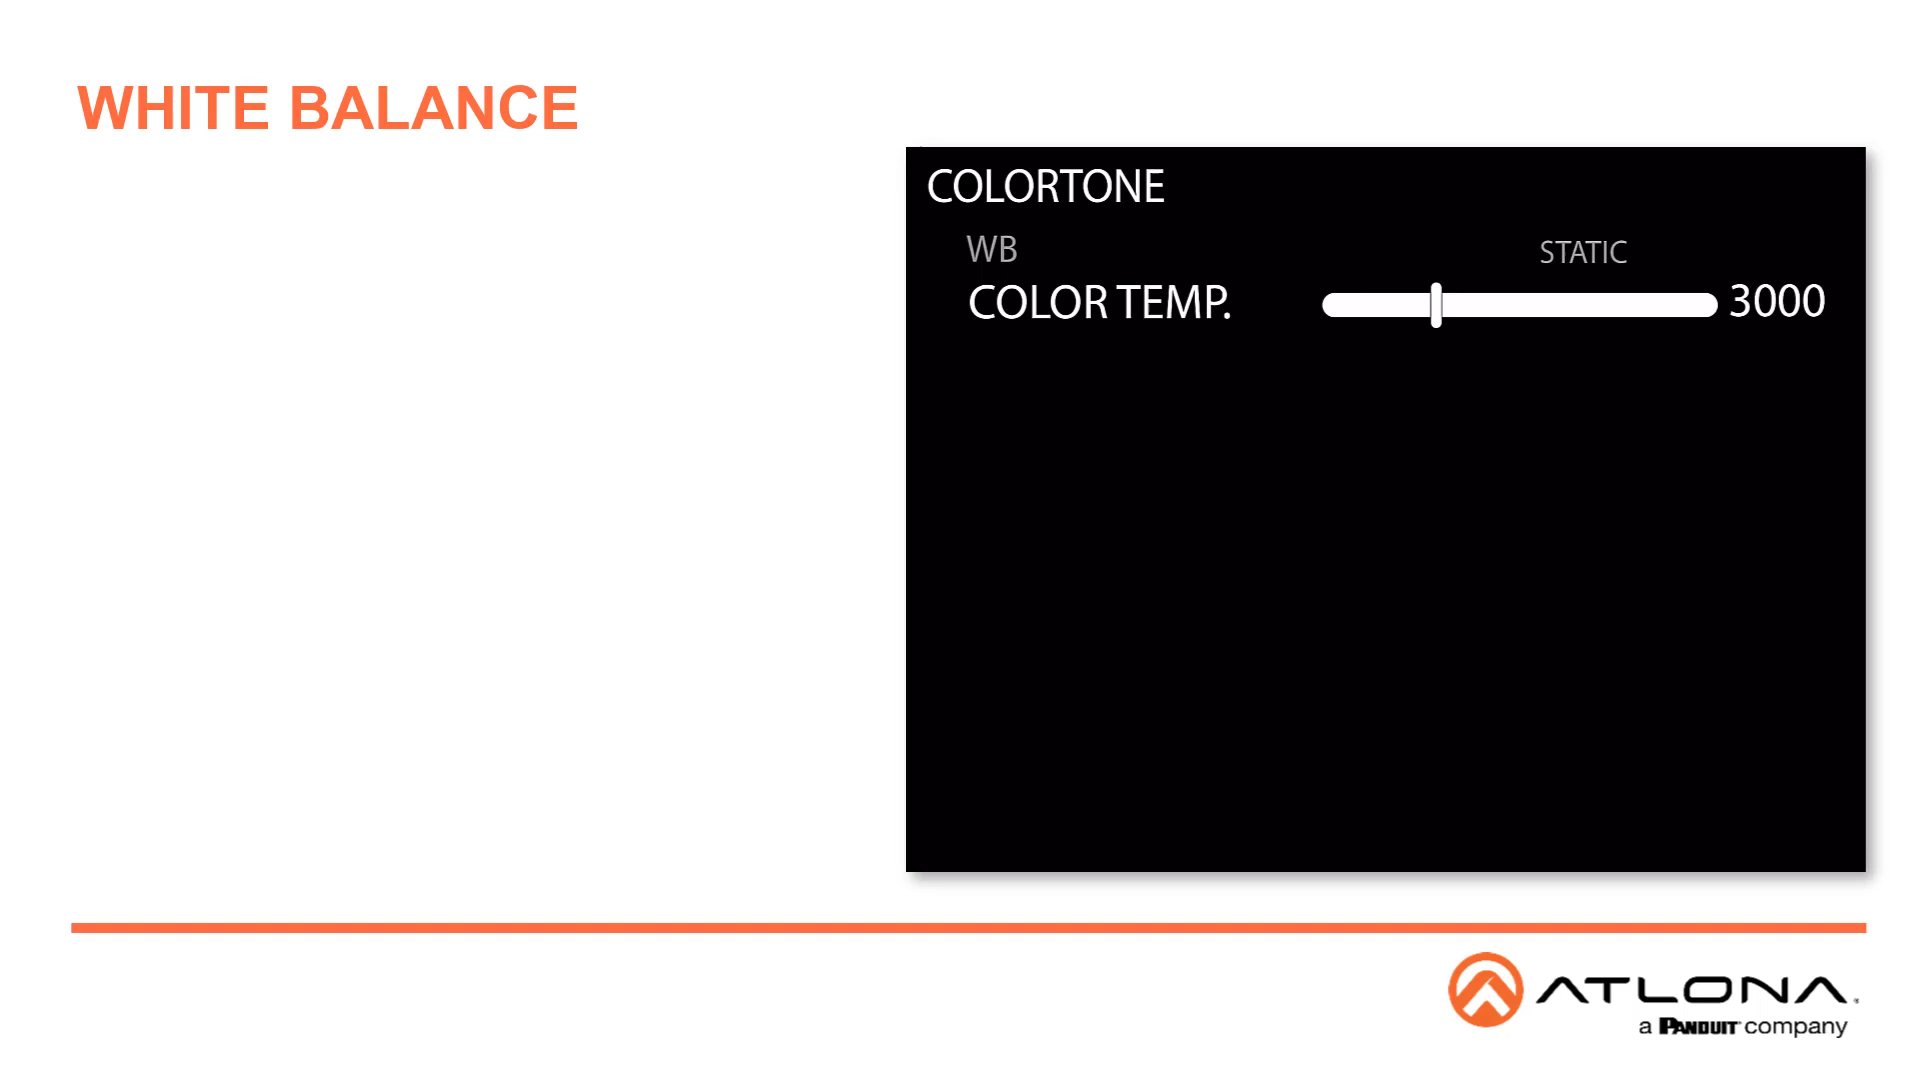 WHITE BALANCE
COLORTONE
WB STATIC
COLOR TEMP. 3000
ATLONA
a PANDUIT company